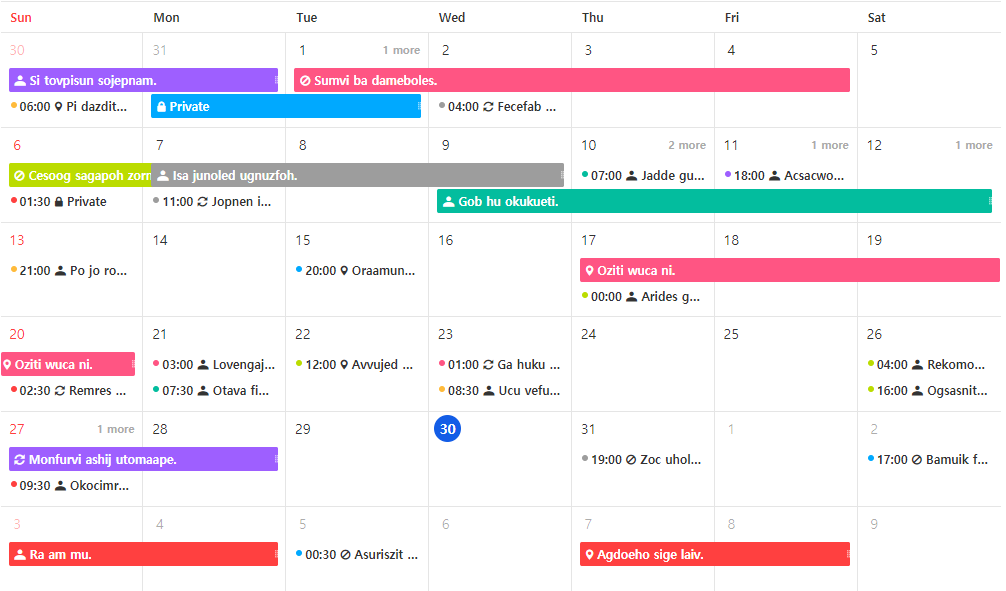 Sun Mon Tue Wed Thu Fri Sat
30 31 1 1 more 2 3 4 5
Si tovpisun sojepnam. Sumvi ba dameboles.
06:00 Pi dazdit... Private 04:00 Fecefab ...
6 7 8 9 10 2 more 11 1 more 12 1 more
Cesoog sagapoh zorn Isa junoled ugnuzfoh. 07:00 Jadde gu... 18:00 Acsacwo...
01:30 Private 11:00 Jopnen i... Gob hu okukueti.
13 14 15 16 17 18 19
21:00 Po jo ro... 20:00 Oraamun... Oziti wuca ni.
00:00 Arides g...
20 21 22 23 24 25 26
Oziti wuca ni. 03:00 Lovengaj... 12:00 Avvujed ... 01:00 Ga huku ... 04:00 Rekomo...
02:30 Remres ... 07:30 Otava fi... 08:30 Ucu vefu... 16:00 Ogsasnit...
27 1 more 28 29 30 31 1 2
Monfurvi ashij utomaape. 19:00 Zoc uhol... 17:00 Bamuik f...
09:30 Okocimr...
3 4 5 6 7 8 9
Ra am mu. 00:30 Asuriszit ... Agdoeho sige laiv.